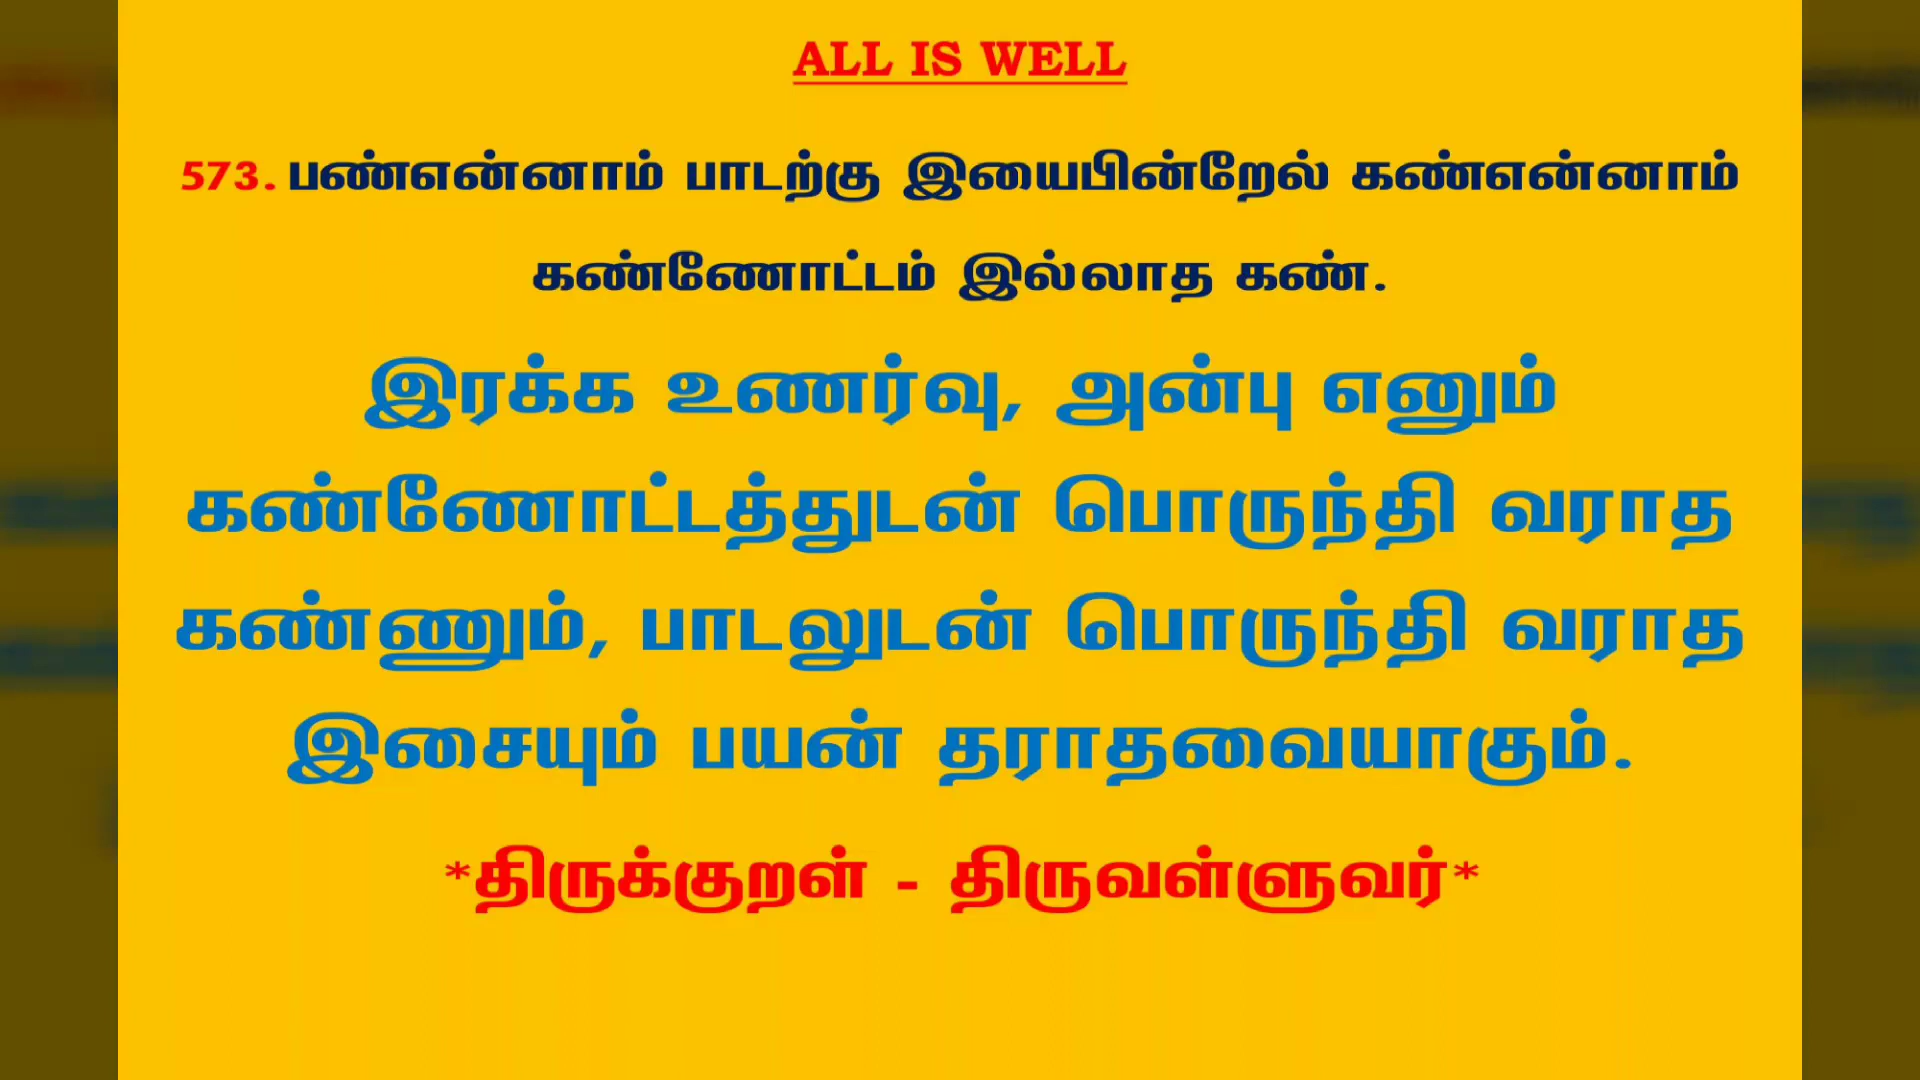 ALL IS WELL
573. பண்என்னாம் பாடற்கு இயைபின்றேல் கண்என்னாம்
கண்ணோட்டம் இல்லாத கண்.
இரக்க உணர்வு, அன்பு எனும்
கண்ணோட்டத்துடன் பொருந்தி வராத
கண்ணும், பாடலுடன் பொருந்தி வராத
இசையும் பயன் தராதவையாகும்.
*திருக்குறள் - திருவள்ளுவர்*